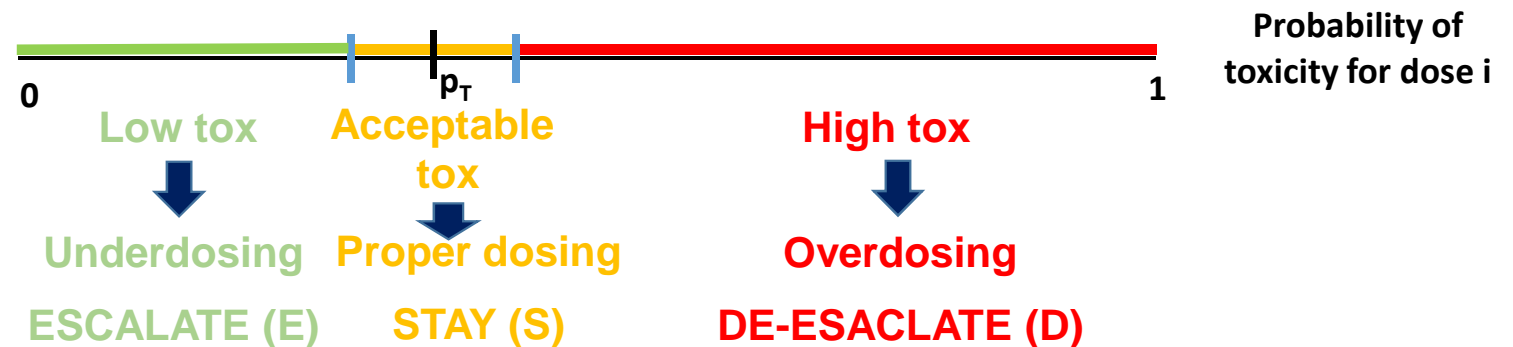 Probability of
toxicity for dose i
0
pT
1
Low tox
Acceptable
tox
High tox
Underdosing
Proper dosing
Overdosing
ESCALATE (E)
STAY (S)
DE-ESACLATE (D)